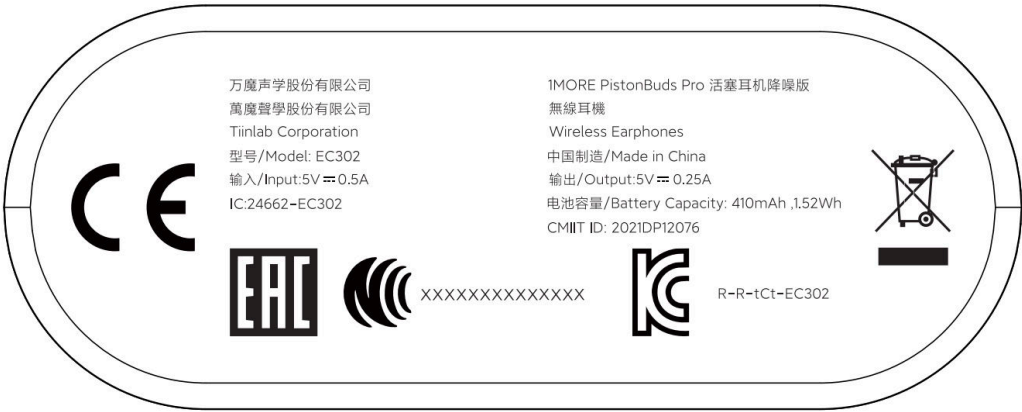 万魔声学股份有限公司
萬魔聲學股份有限公司
Tiinlab Corporation
型号/Model: EC302
输入/Input:5V⎓0.5A
IC:24662-EC302
1MORE PistonBuds Pro 活塞耳机降噪版
無線耳機
Wireless Earphones
中国制造/Made in China
输出/Output:5V⎓0.25A
电池容量/Battery Capacity: 410mAh ,1.52Wh
CMIIT ID: 2021DP12076
CE
EAC
XXXXXXXXXXXXXX
KC
R-R-tCt-EC302